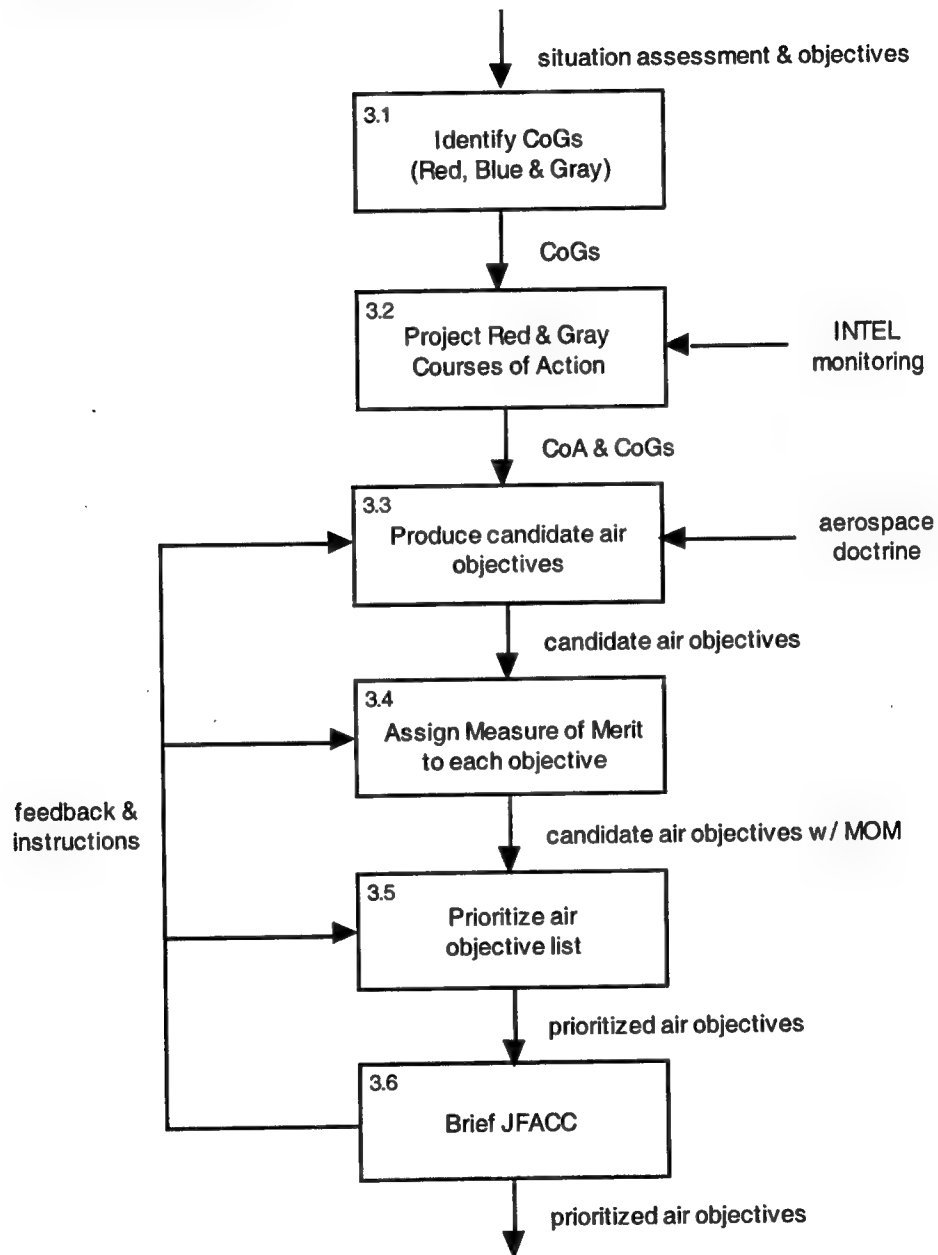 situation assessment & objectives
3.1
Identify CoGs
(Red, Blue & Gray)
CoGs
3.2
Project Red & Gray
Courses of Action
INTEL
monitoring
CoA & CoGs
3.3
Produce candidate air
objectives
aerospace
doctrine
candidate air objectives
3.4
Assign Measure of Merit
to each objective
feedback &
instructions
candidate air objectives w/ MOM
3.5
Prioritize air
objective list
prioritized air objectives
3.6
Brief JFACC
prioritized air objectives